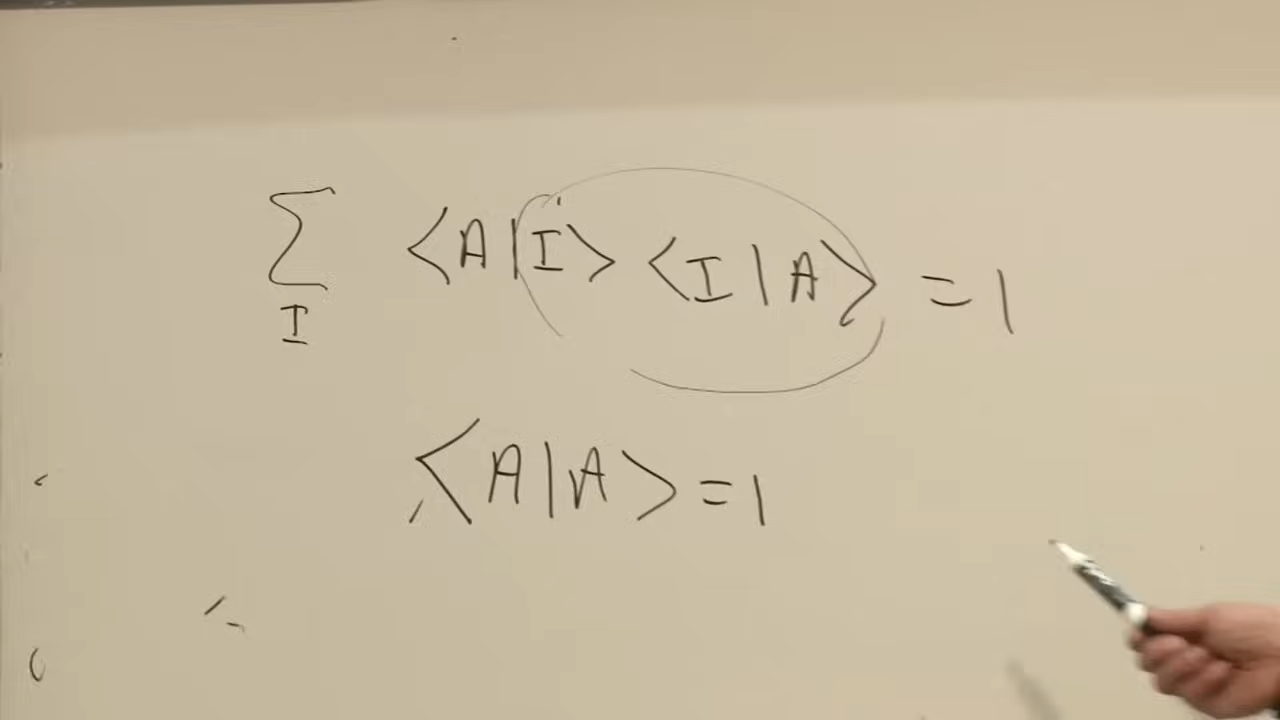 ∑ ⟨A|I⟩ ⟨I|A⟩ = 1
I
⟨A|A⟩ = 1